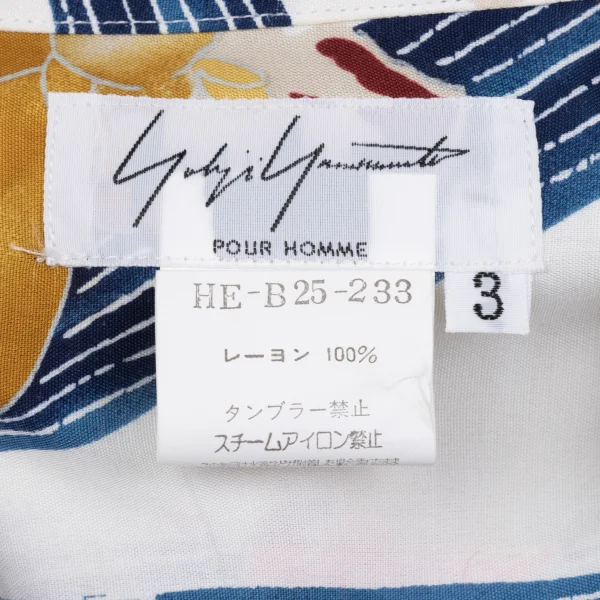 Yohji Yamamoto
POUR HOMME
HE-B25-233
3
レーヨン 100%
タンブラー禁止
スチームアイロン禁止